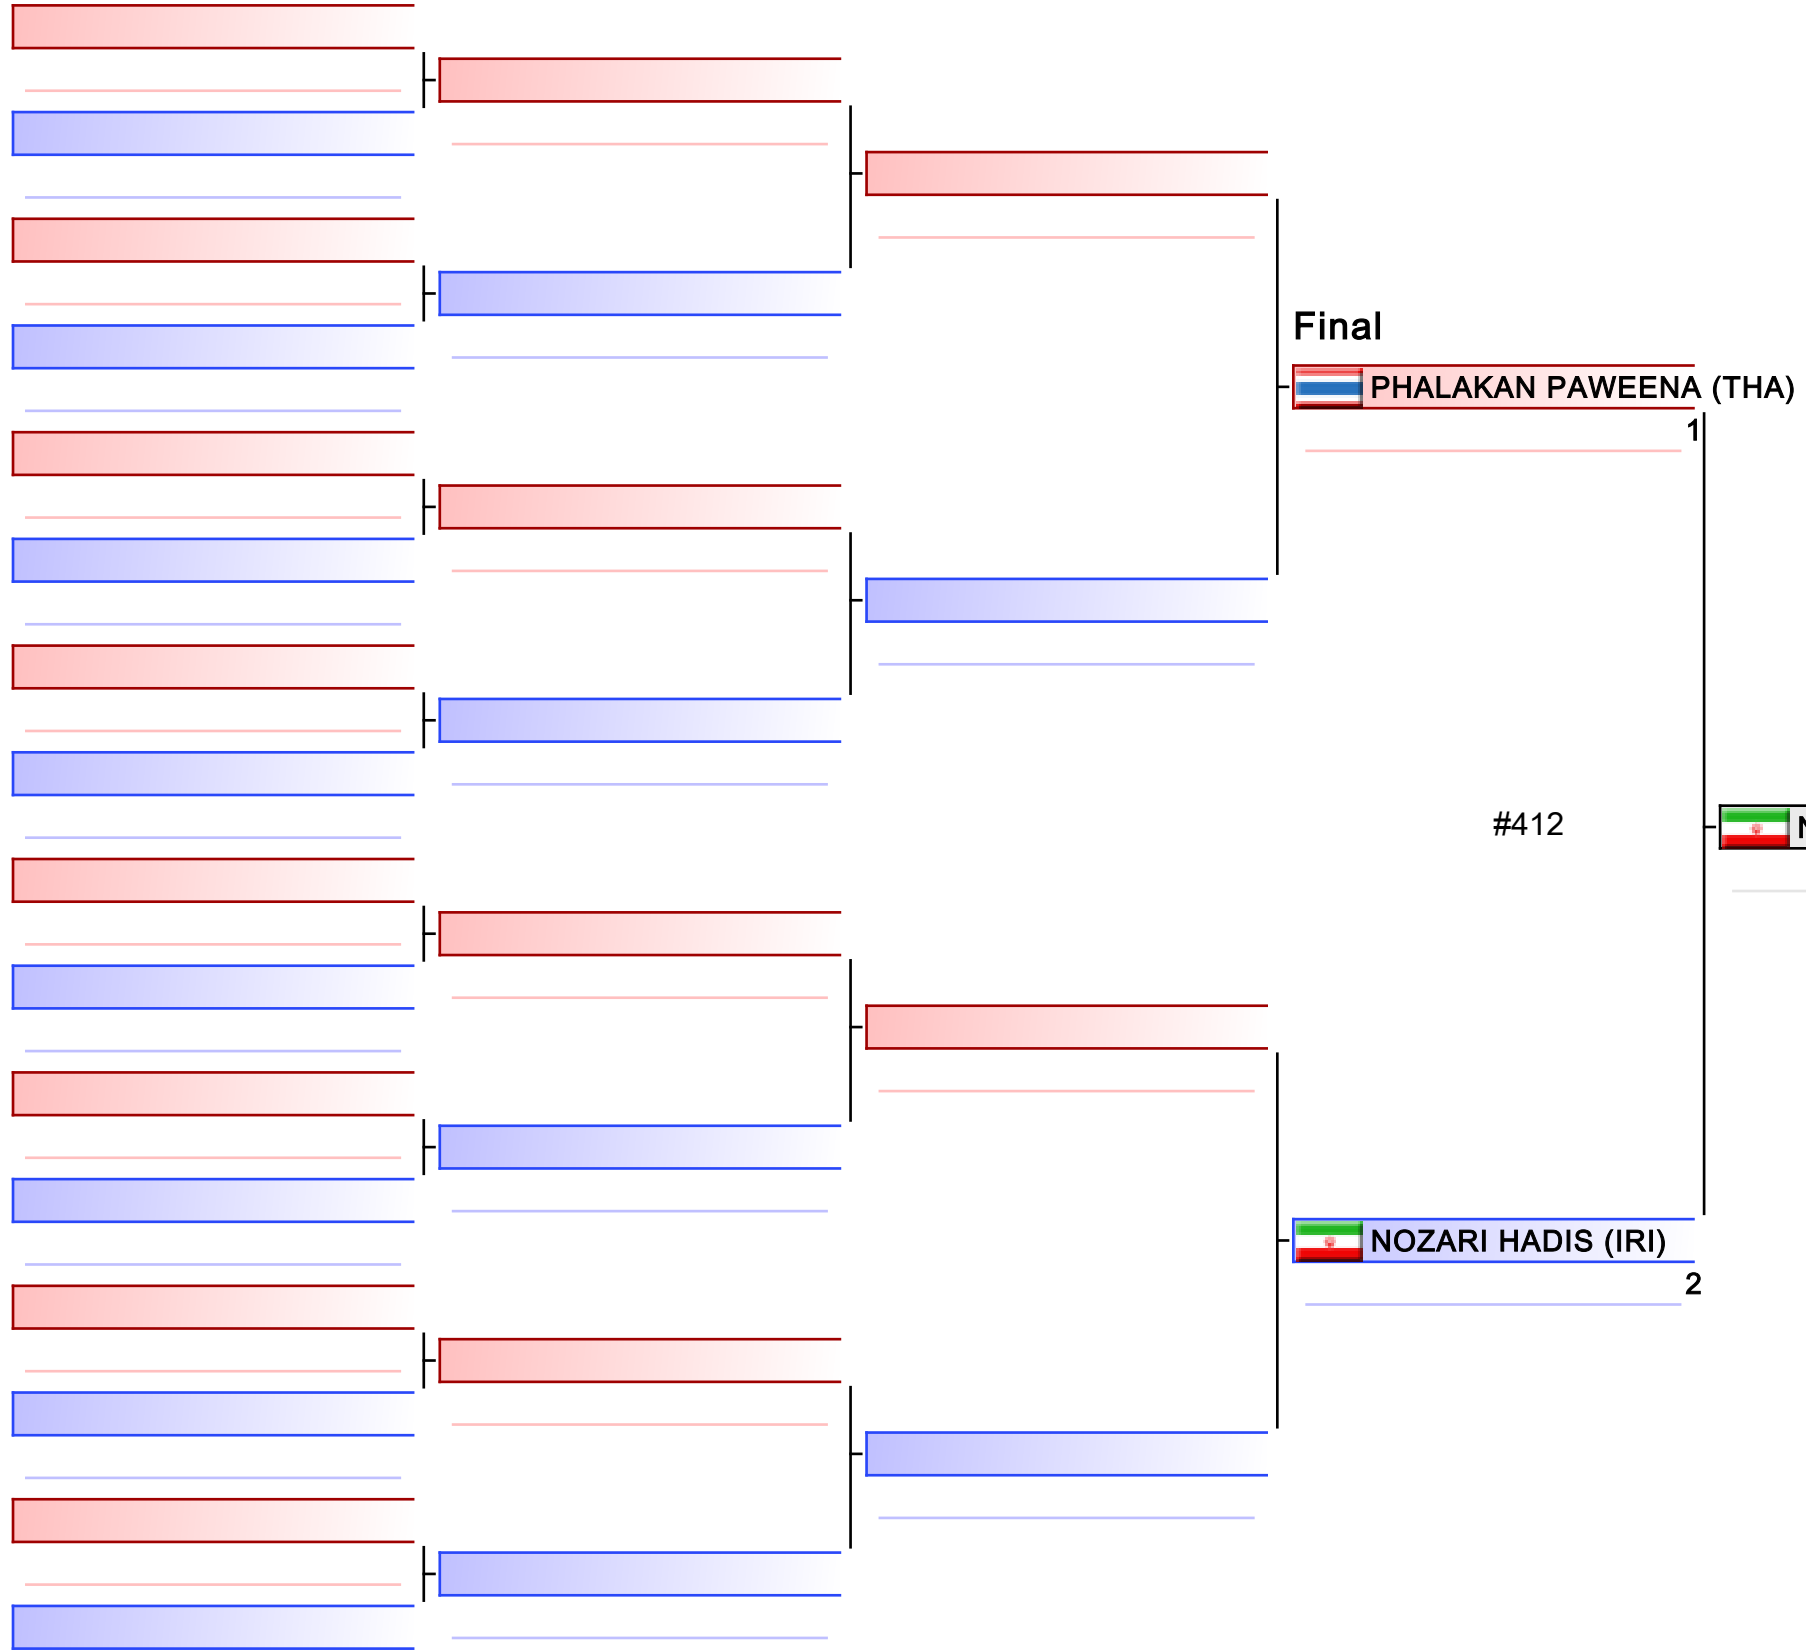 Final
PHALAKAN PAWEENA (THA)
1
#412
N
NOZARI HADIS (IRI)
2